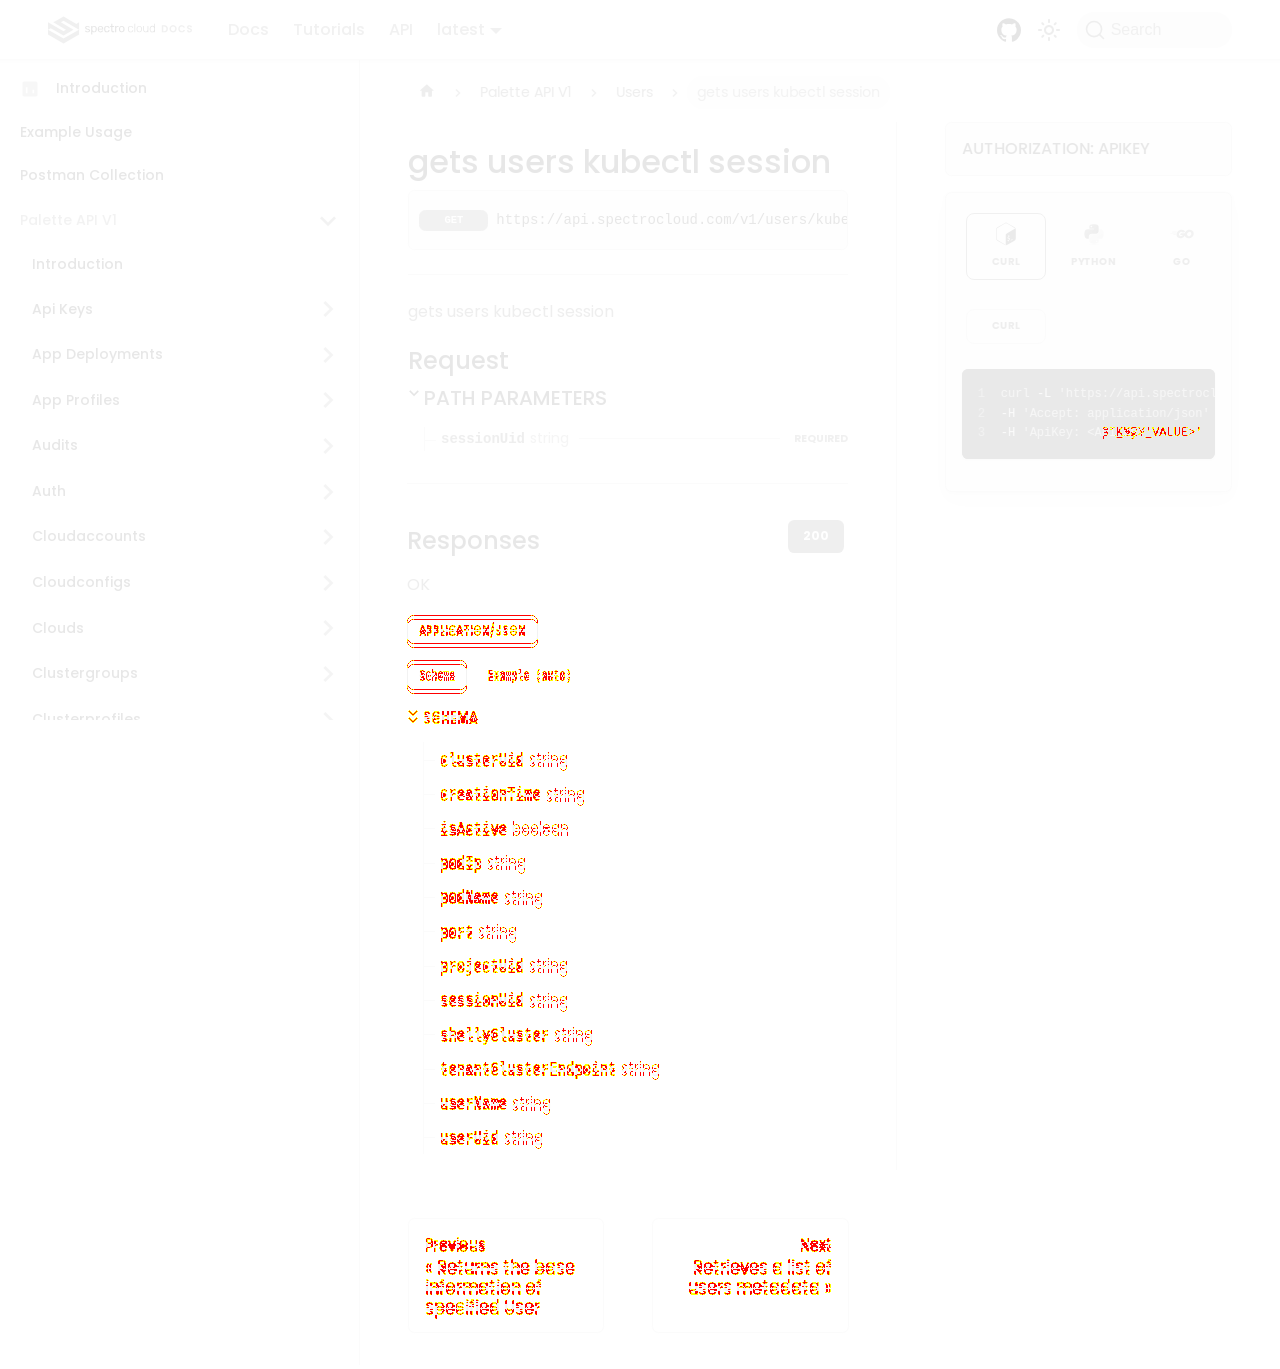 spectro cloud DOCS
Docs Tutorials API latest
Search
Introduction
Example Usage
Postman Collection
Palette API V1
Introduction
Api Keys
App Deployments
App Profiles
Audits
Auth
Cloudaccounts
Cloudconfigs
Clouds
Clustergroups
Clusterprofiles
Palette API V1 › Users › gets users kubectl session
gets users kubectl session
GET https://api.spectrocloud.com/v1/users/kube
gets users kubectl session
Request
PATH PARAMETERS
sessionUid string REQUIRED
Responses
200
OK
APPLICATION/JSON
Schema Example (auto)
SCHEMA
clusterUid string
creationTime string
isActive boolean
podIp string
podName string
port string
projectUid string
sessionUid string
shellyCluster string
tenantClusterEndpoint string
userName string
userUid string
Previous
« Returns the base
information of
specified User
Next
Retrieves a list of
users metadata »
AUTHORIZATION: APIKEY
CURL PYTHON GO
CURL
1 curl -L 'https://api.spectrocl
2 -H 'Accept: application/json'
3 -H 'ApiKey: